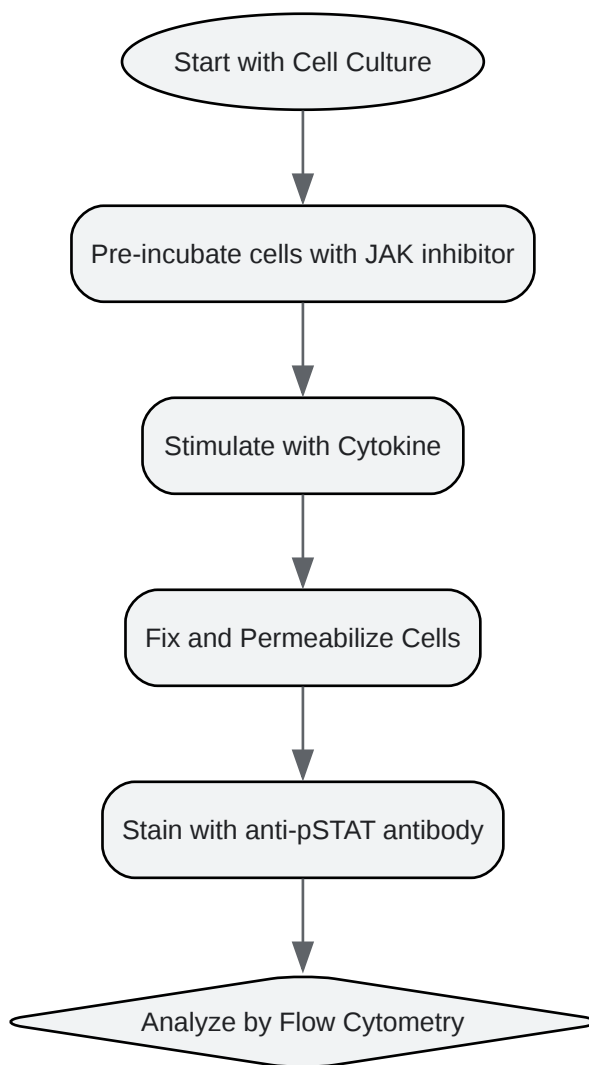 Start with Cell Culture
Pre-incubate cells with JAK inhibitor
Stimulate with Cytokine
Fix and Permeabilize Cells
Stain with anti-pSTAT antibody
Analyze by Flow Cytometry